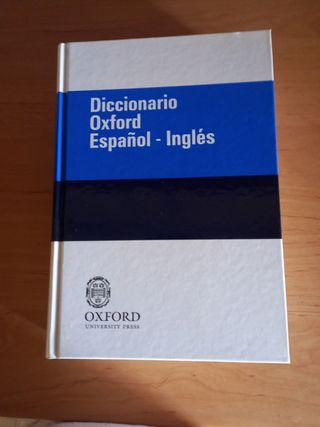 Diccionario
Oxford
Español - Inglés
OXFORD
UNIVERSITY PRESS